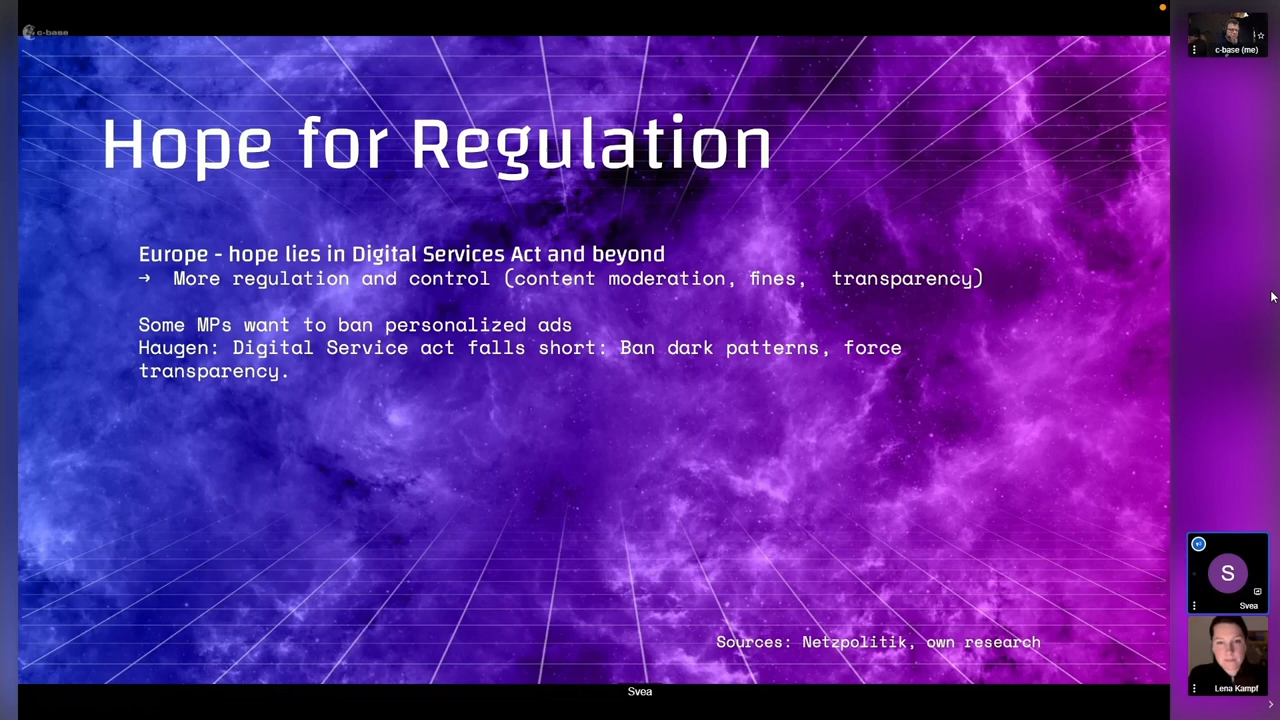 c-base
Hope for Regulation
Europe - hope lies in Digital Services Act and beyond
→ More regulation and control (content moderation, fines, transparency)
Some MPs want to ban personalized ads
Haugen: Digital Service act falls short: Ban dark patterns, force
transparency.
Sources: Netzpolitik, own research
Svea
c-base (me)
S
Svea
Lena Kampf